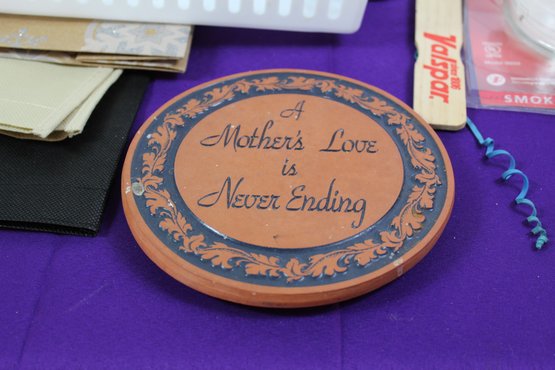 A
Mother's Love
is
Never Ending
Valspar
SMOK